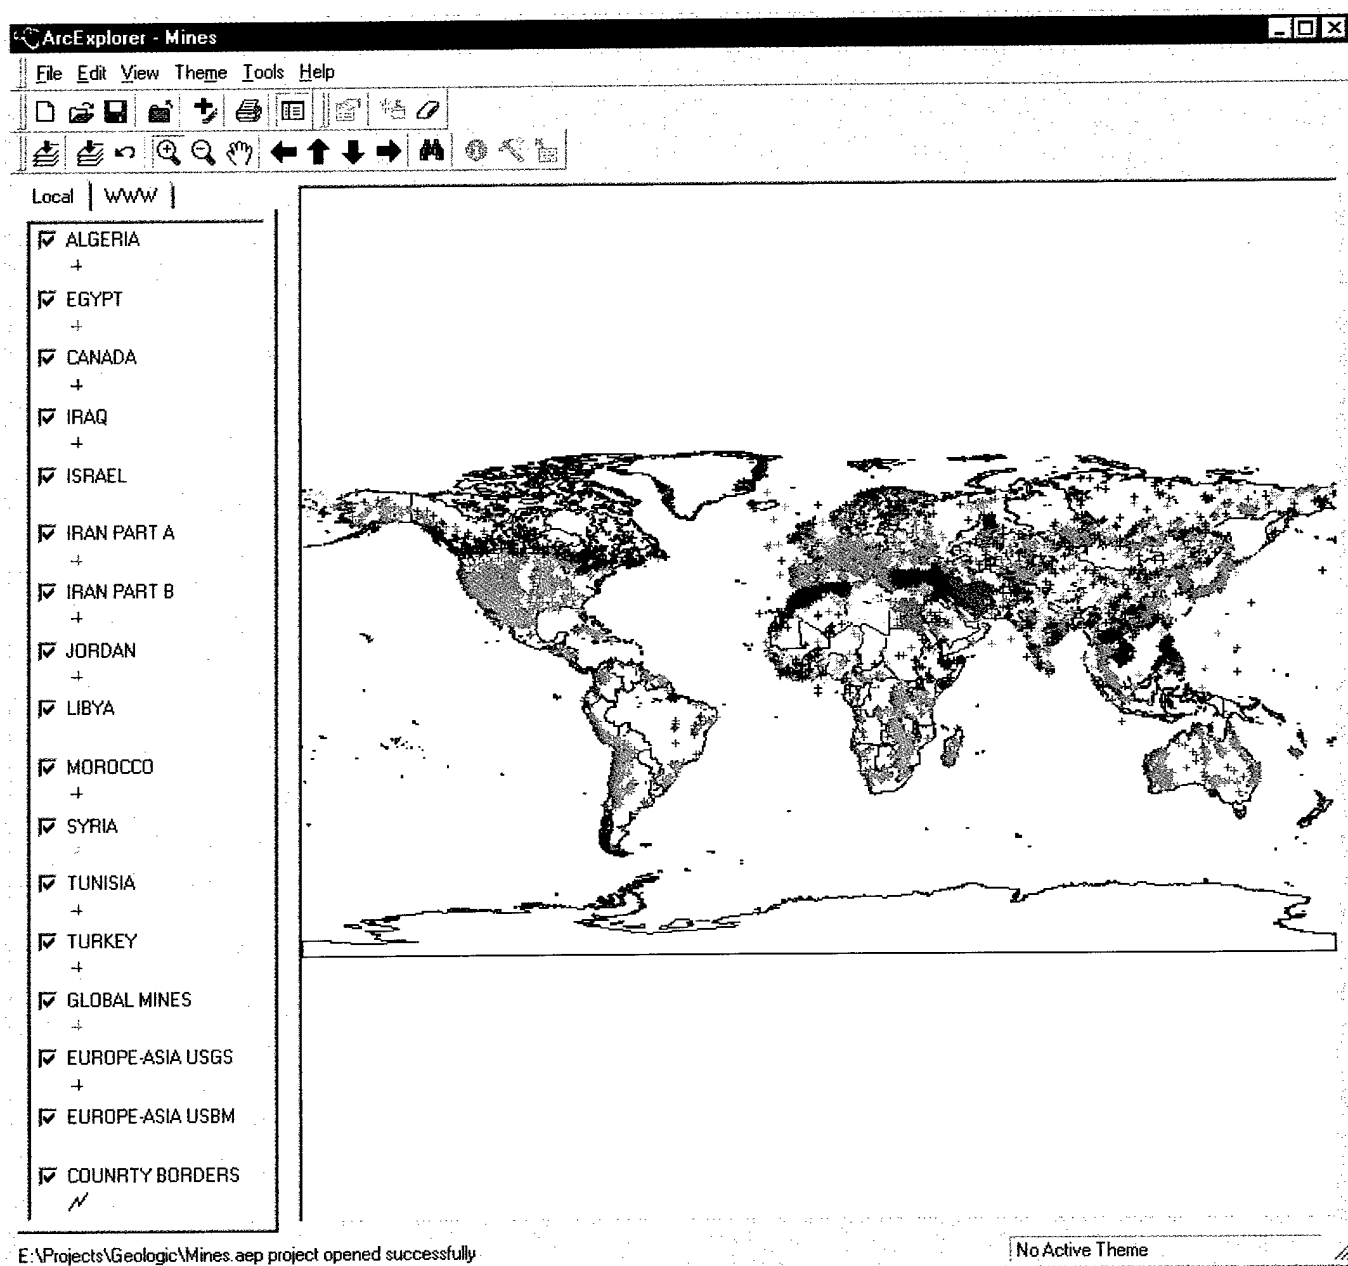 ArcExplorer - Mines
File Edit View Theme Tools Help
Local WWW
ALGERIA
EGYPT
CANADA
IRAQ
ISRAEL
IRAN PART A
IRAN PART B
JORDAN
LIBYA
MOROCCO
SYRIA
TUNISIA
TURKEY
GLOBAL MINES
EUROPE-ASIA USGS
EUROPE-ASIA USBM
COUNRTY BORDERS
E:\Projects\Geologic\Mines.aep project opened successfully
No Active Theme